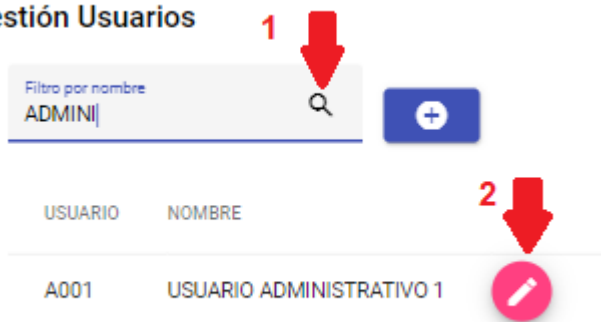 estión Usuarios
1
Filtro por nombre
ADMINI
2
USUARIO NOMBRE
A001 USUARIO ADMINISTRATIVO 1